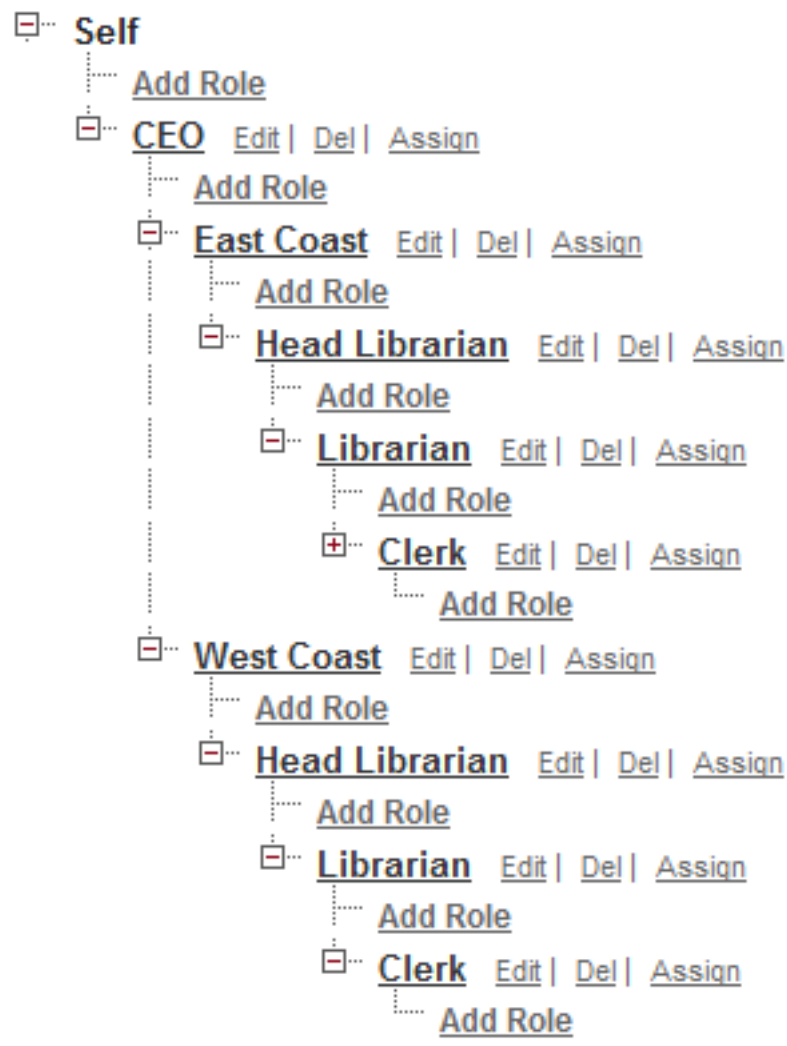 Self
Add Role
CEO Edit | Del | Assign
Add Role
East Coast Edit | Del | Assign
Add Role
Head Librarian Edit | Del | Assign
Add Role
Librarian Edit | Del | Assign
Add Role
Clerk Edit | Del | Assign
Add Role
West Coast Edit | Del | Assign
Add Role
Head Librarian Edit | Del | Assign
Add Role
Librarian Edit | Del | Assign
Add Role
Clerk Edit | Del | Assign
Add Role